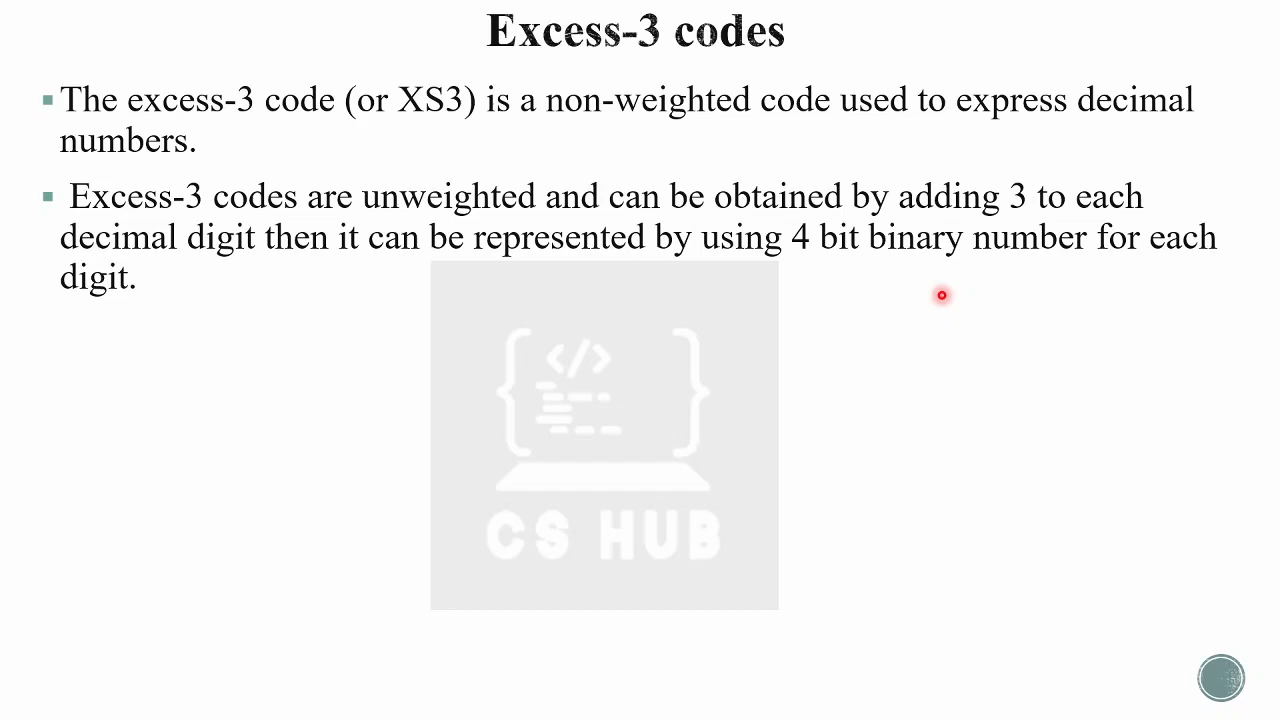 Excess-3 codes
The excess-3 code (or XS3) is a non-weighted code used to express decimal
numbers.
Excess-3 codes are unweighted and can be obtained by adding 3 to each
decimal digit then it can be represented by using 4 bit binary number for each
digit.
</>
CS HUB